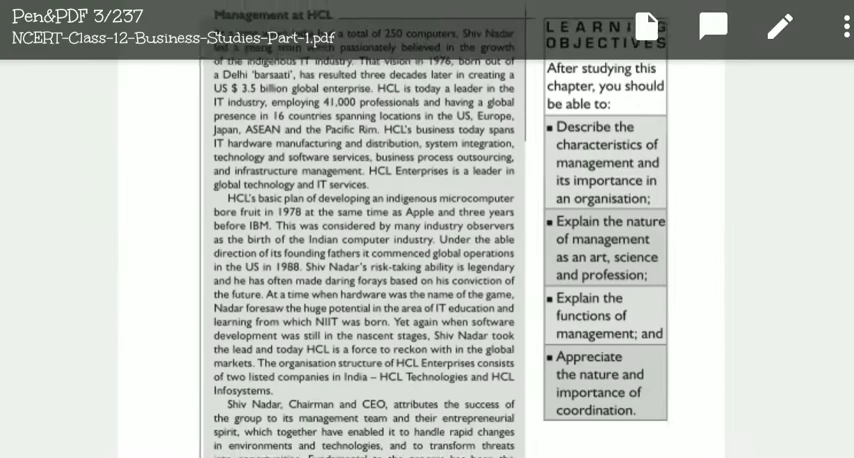 Pen&PDF 3/237
NCERT-Class-12-Business-Studies-Part-1.pdf
Management at HCL
a total of 250 computers, Shiv Nadar
passionately believed in the growth
of the indigenous IT industry. That vision in 1976, born out of
a Delhi 'barsaati', has resulted three decades later in creating a
US $ 3.5 billion global enterprise. HCL is today a leader in the
IT industry, employing 41,000 professionals and having a global
presence in 16 countries spanning locations in the US, Europe,
Japan, ASEAN and the Pacific Rim. HCL's business today spans
IT hardware manufacturing and distribution, system integration,
technology and software services, business process outsourcing,
and infrastructure management. HCL Enterprises is a leader in
global technology and IT services.
HCL's basic plan of developing an indigenous microcomputer
bore fruit in 1978 at the same time as Apple and three years
before IBM. This was considered by many industry observers
as the birth of the Indian computer industry. Under the able
direction of its founding fathers it commenced global operations
in the US in 1988. Shiv Nadar's risk-taking ability is legendary
and he has often made daring forays based on his conviction of
the future. At a time when hardware was the name of the game,
Nadar foresaw the huge potential in the area of IT education and
learning from which NIIT was born. Yet again when software
development was still in the nascent stages, Shiv Nadar took
the lead and today HCL is a force to reckon with in the global
markets. The organisation structure of HCL Enterprises consists
of two listed companies in India – HCL Technologies and HCL
Infosystems.
Shiv Nadar, Chairman and CEO, attributes the success of
the group to its management team and their entrepreneurial
spirit, which together have enabled it to handle rapid changes
in environments and technologies, and to transform threats
LEARNING
OBJECTIVES
After studying this
chapter, you should
be able to:
▪ Describe the
characteristics of
management and
its importance in
an organisation;
▪ Explain the nature
of management
as an art, science
and profession;
▪ Explain the
functions of
management; and
▪ Appreciate
the nature and
importance of
coordination.